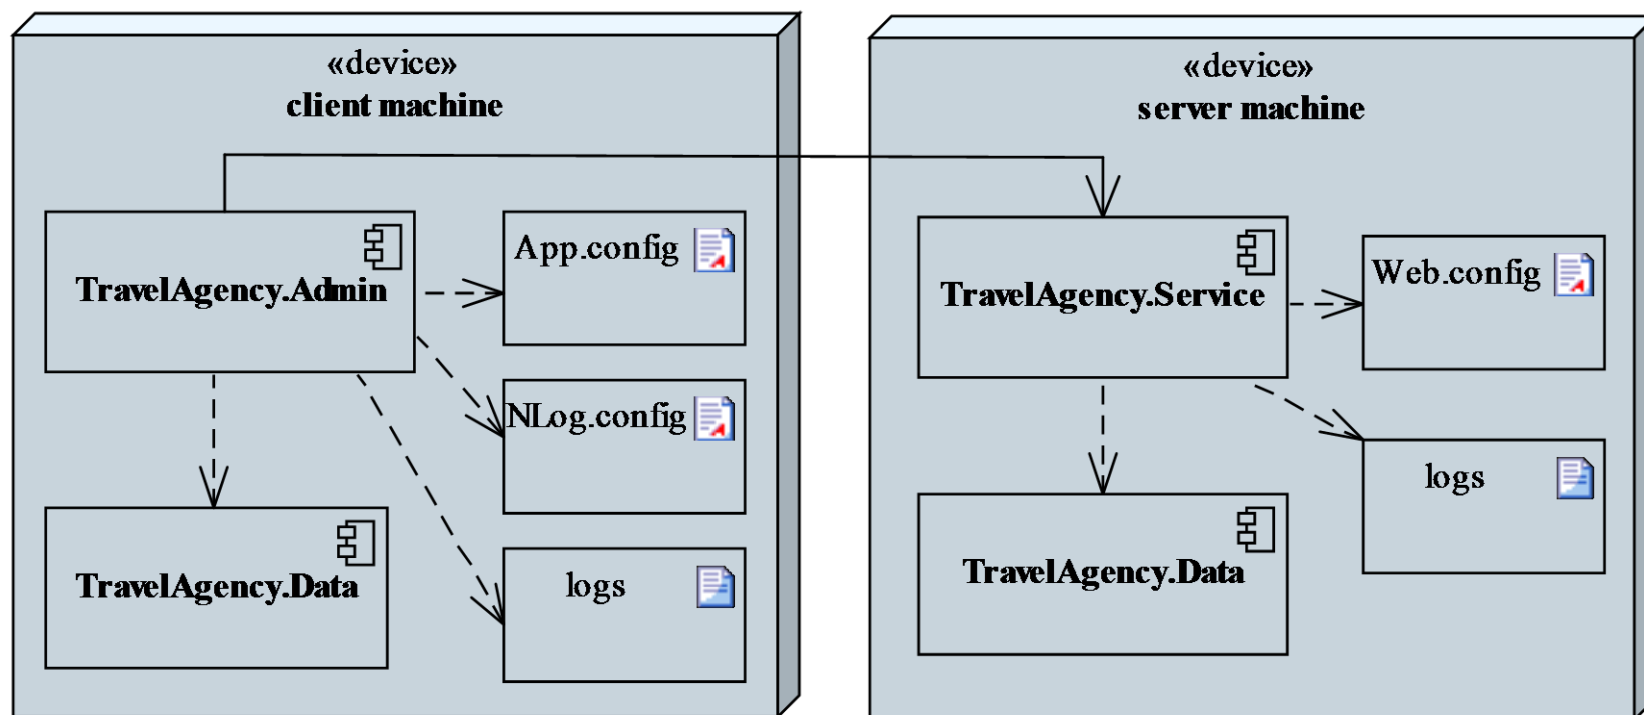 «device»
client machine
TravelAgency.Admin
App.config
NLog.config
TravelAgency.Data
logs
«device»
server machine
TravelAgency.Service
Web.config
logs
TravelAgency.Data